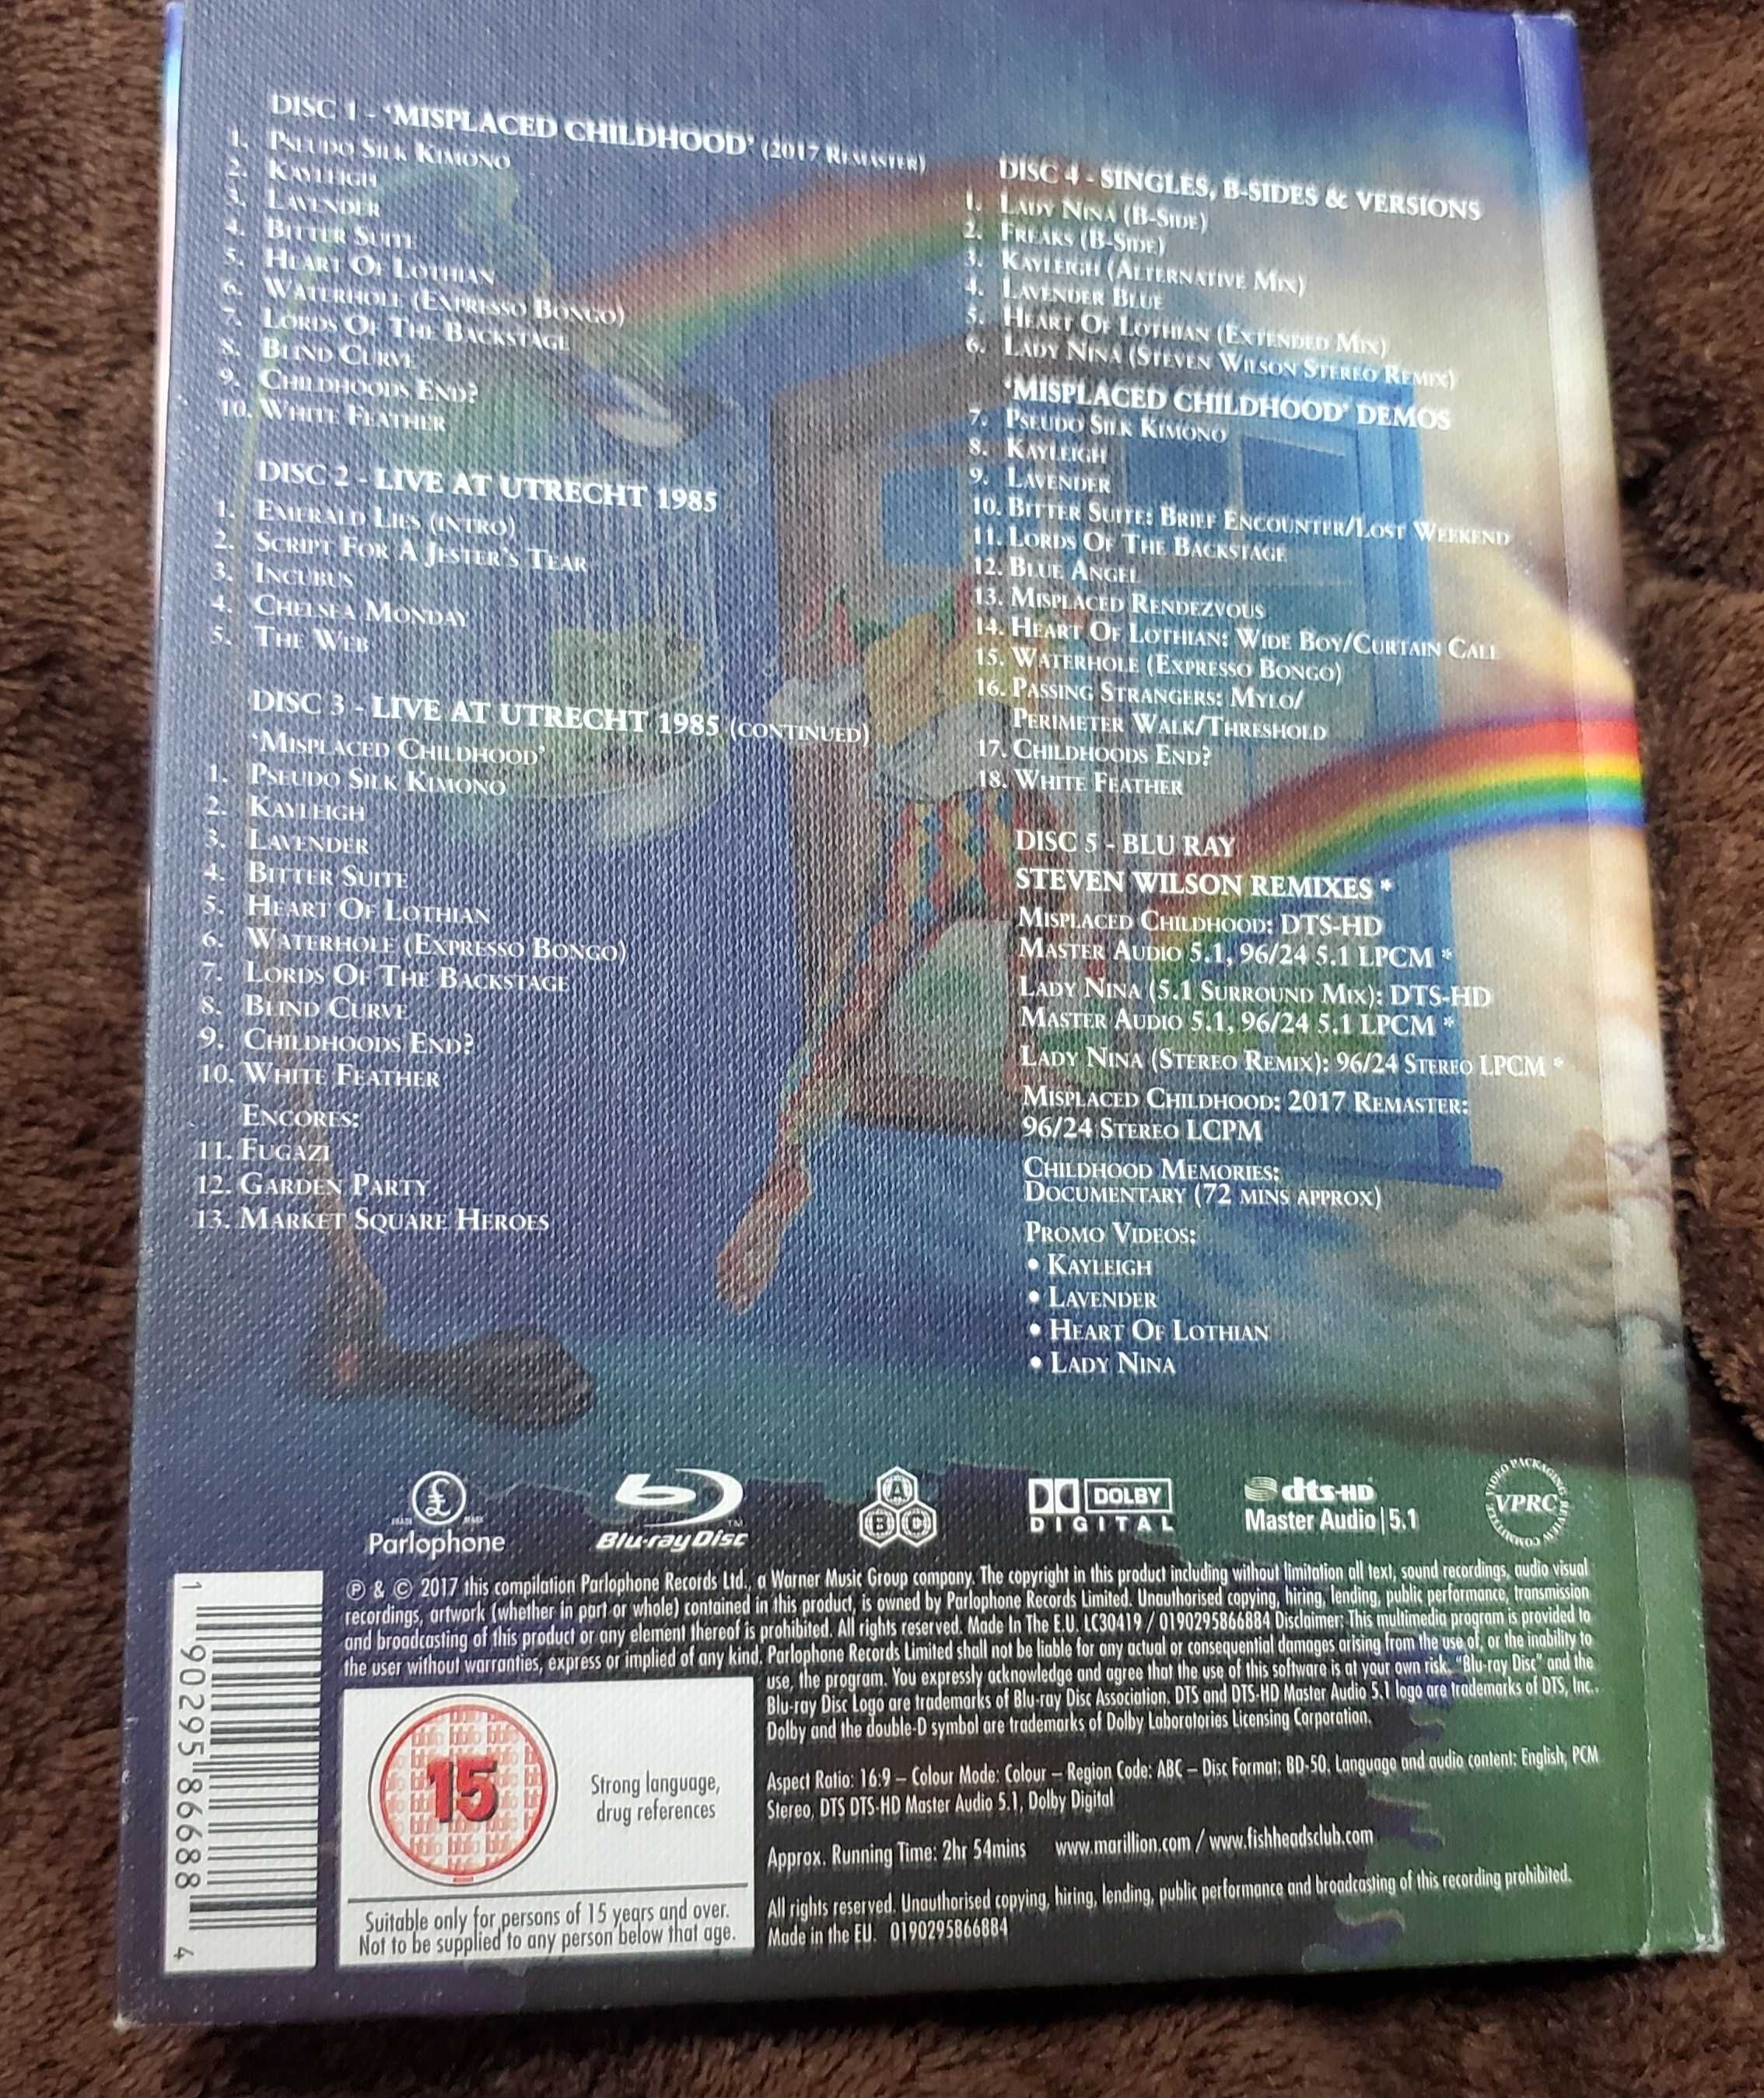 DISC 1 - 'MISPLACED CHILDHOOD' (2017 REMASTER)
1. PSEUDO SILK KIMONO
2. KAYLEIGH
3. LAVENDER
4. BITTER SUITE
5. HEART OF LOTHIAN
6. WATERHOLE (EXPRESSO BONGO)
7. LORDS OF THE BACKSTAGE
8. BLIND CURVE
9. CHILDHOODS END?
10. WHITE FEATHER
DISC 2 - LIVE AT UTRECHT 1985
1. EMERALD LIES (INTRO)
2. SCRIPT FOR A JESTER'S TEAR
3. INCUBUS
4. CHELSEA MONDAY
5. THE WEB
DISC 3 - LIVE AT UTRECHT 1985 (CONTINUED)
'MISPLACED CHILDHOOD'
1. PSEUDO SILK KIMONO
2. KAYLEIGH
3. LAVENDER
4. BITTER SUITE
5. HEART OF LOTHIAN
6. WATERHOLE (EXPRESSO BONGO)
7. LORDS OF THE BACKSTAGE
8. BLIND CURVE
9. CHILDHOODS END?
10. WHITE FEATHER
ENCORES:
11. FUGAZI
12. GARDEN PARTY
13. MARKET SQUARE HEROES
DISC 4 - SINGLES, B-SIDES & VERSIONS
1. LADY NINA (B-SIDE)
2. FREAKS (B-SIDE)
3. KAYLEIGH (ALTERNATIVE MIX)
4. LAVENDER BLUE
5. HEART OF LOTHIAN (EXTENDED MIX)
6. LADY NINA (STEVEN WILSON STEREO REMIX)
'MISPLACED CHILDHOOD' DEMOS
7. PSEUDO SILK KIMONO
8. KAYLEIGH
9. LAVENDER
10. BITTER SUITE: BRIEF ENCOUNTER/LOST WEEKEND
11. LORDS OF THE BACKSTAGE
12. BLUE ANGEL
13. MISPLACED RENDEZVOUS
14. HEART OF LOTHIAN: WIDE BOY/CURTAIN CALL
15. WATERHOLE (EXPRESSO BONGO)
16. PASSING STRANGERS: MYLO/
PERIMETER WALK/THRESHOLD
17. CHILDHOODS END?
18. WHITE FEATHER
DISC 5 - BLU RAY
STEVEN WILSON REMIXES *
MISPLACED CHILDHOOD: DTS-HD
MASTER AUDIO 5.1, 96/24 5.1 LPCM *
LADY NINA (5.1 SURROUND MIX): DTS-HD
MASTER AUDIO 5.1, 96/24 5.1 LPCM *
LADY NINA (STEREO REMIX): 96/24 STEREO LPCM *
MISPLACED CHILDHOOD: 2017 REMASTER:
96/24 STEREO LCPM
CHILDHOOD MEMORIES:
DOCUMENTARY (72 MINS APPROX)
PROMO VIDEOS:
• KAYLEIGH
• LAVENDER
• HEART OF LOTHIAN
• LADY NINA
£
TRADE MARK
Parlophone
Blu-ray Disc™
A
B C
DOLBY
DIGITAL
dts-HD
Master Audio | 5.1
VIDEO PACKAGING REVIEW COMMITTEE
VPRC
℗ & © 2017 this compilation Parlophone Records Ltd., a Warner Music Group company. The copyright in this product including without limitation all text, sound recordings, audio visual
recordings, artwork (whether in part or whole) contained in this product, is owned by Parlophone Records Limited. Unauthorised copying, hiring, lending, public performance, transmission
and broadcasting of this product or any element thereof is prohibited. All rights reserved. Made In The E.U. LC30419 / 0190295866884 Disclaimer: This multimedia program is provided to
the user without warranties, express or implied of any kind. Parlophone Records Limited shall not be liable for any actual or consequential damages arising from the use of, or the inability to
use, the program. You expressly acknowledge and agree that the use of this software is at your own risk. "Blu-ray Disc" and the
Blu-ray Disc Logo are trademarks of Blu-ray Disc Association. DTS and DTS-HD Master Audio 5.1 logo are trademarks of DTS, Inc..
Dolby and the double-D symbol are trademarks of Dolby Laboratories Licensing Corporation.
Aspect Ratio: 16:9 – Colour Mode: Colour – Region Code: ABC – Disc Format: BD-50. Language and audio content: English, PCM
Stereo, DTS DTS-HD Master Audio 5.1, Dolby Digital
Approx. Running Time: 2hr 54mins www.marillion.com / www.fishheadsclub.com
All rights reserved. Unauthorised copying, hiring, lending, public performance and broadcasting of this recording prohibited.
Made in the EU. 0190295866884
15
Strong language,
drug references
Suitable only for persons of 15 years and over.
Not to be supplied to any person below that age.
1 90295 86688 4